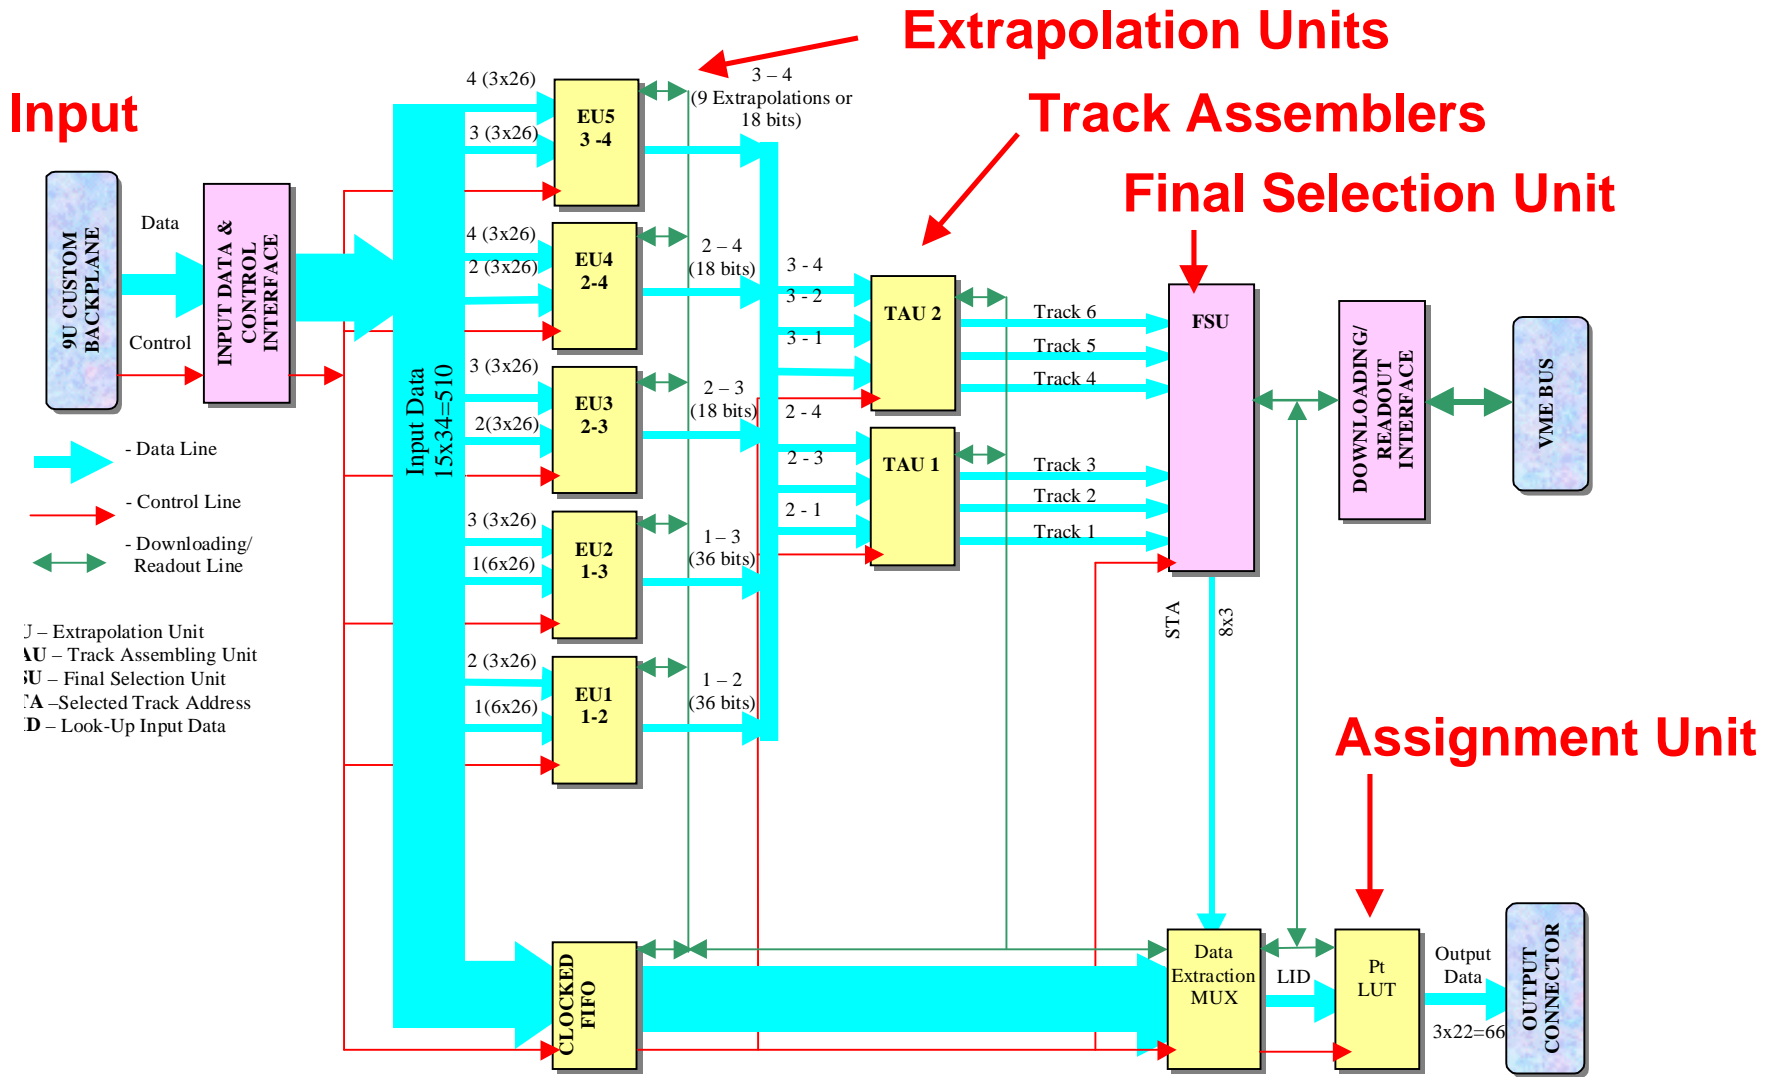 Extrapolation Units
Input
Track Assemblers
Final Selection Unit
Assignment Unit
9U CUSTOM
BACKPLANE
Data
Control
INPUT DATA &
CONTROL
INTERFACE
- Data Line
- Control Line
- Downloading/
Readout Line
U – Extrapolation Unit
AU – Track Assembling Unit
SU – Final Selection Unit
TA –Selected Track Address
ID – Look-Up Input Data
Input Data
15x34=510
4 (3x26)
3 (3x26)
EU5
3 -4
3 – 4
(9 Extrapolations or
18 bits)
4 (3x26)
2 (3x26)
EU4
2-4
2 – 4
(18 bits)
3 (3x26)
2(3x26)
EU3
2-3
2 – 3
(18 bits)
3 (3x26)
1(6x26)
EU2
1-3
1 – 3
(36 bits)
2 (3x26)
1(6x26)
EU1
1-2
1 – 2
(36 bits)
CLOCKED
FIFO
3 - 4
3 - 2
3 - 1
TAU 2
2 - 4
2 - 3
2 - 1
TAU 1
Track 6
Track 5
Track 4
Track 3
Track 2
Track 1
FSU
STA
8x3
DOWNLOADING/
READOUT
INTERFACE
VME BUS
Data
Extraction
MUX
LID
Pt
LUT
Output
Data
3x22=66
OUTPUT
CONNECTOR